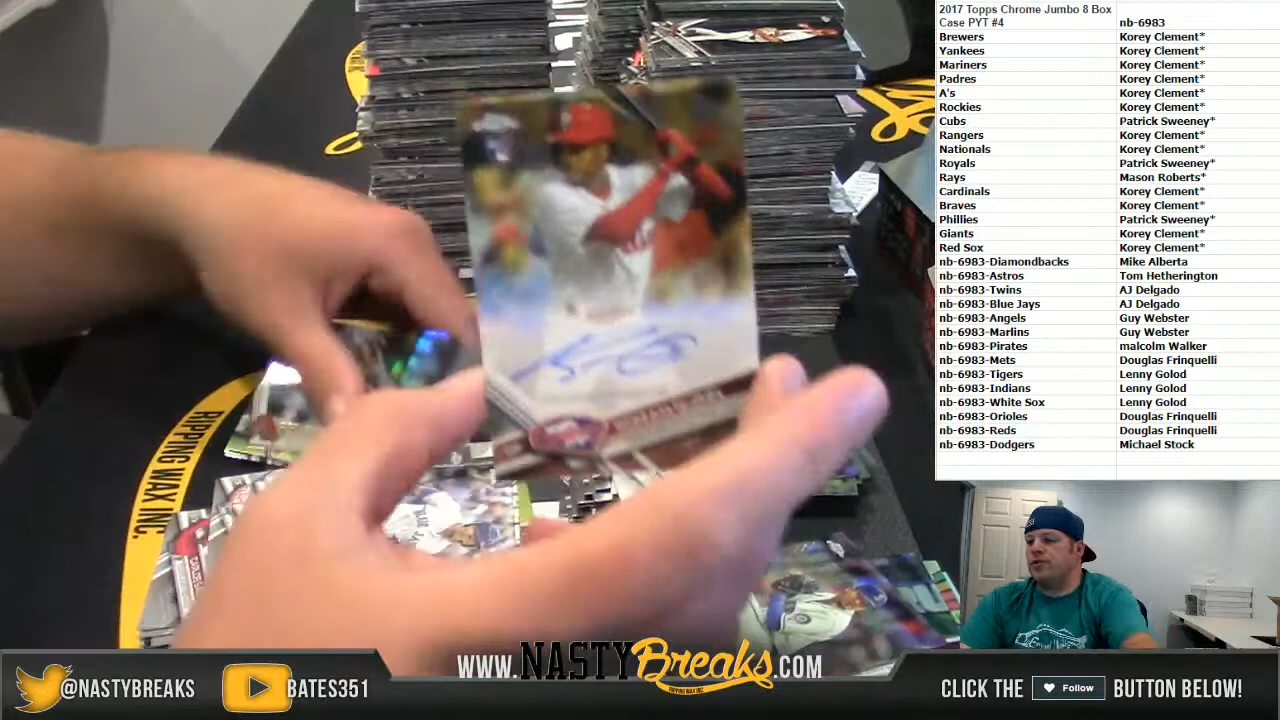 2017 Topps Chrome Jumbo 8 Box
Case PYT #4 nb-6983
Brewers Korey Clement*
Yankees Korey Clement*
Mariners Korey Clement*
Padres Korey Clement*
A's Korey Clement*
Rockies Korey Clement*
Cubs Patrick Sweeney*
Rangers Korey Clement*
Nationals Korey Clement*
Royals Patrick Sweeney*
Rays Mason Roberts*
Cardinals Korey Clement*
Braves Korey Clement*
Phillies Patrick Sweeney*
Giants Korey Clement*
Red Sox Korey Clement*
nb-6983-Diamondbacks Mike Alberta
nb-6983-Astros Tom Hetherington
nb-6983-Twins AJ Delgado
nb-6983-Blue Jays AJ Delgado
nb-6983-Angels Guy Webster
nb-6983-Marlins Guy Webster
nb-6983-Pirates malcolm Walker
nb-6983-Mets Douglas Frinquelli
nb-6983-Tigers Lenny Golod
nb-6983-Indians Lenny Golod
nb-6983-White Sox Lenny Golod
nb-6983-Orioles Douglas Frinquelli
nb-6983-Reds Douglas Frinquelli
nb-6983-Dodgers Michael Stock
RIPPING WAX INC.
@NASTYBREAKS
BATES351
WWW.NASTYBreaks.COM
RIPPING WAX INC
CLICK THE Follow BUTTON BELOW!